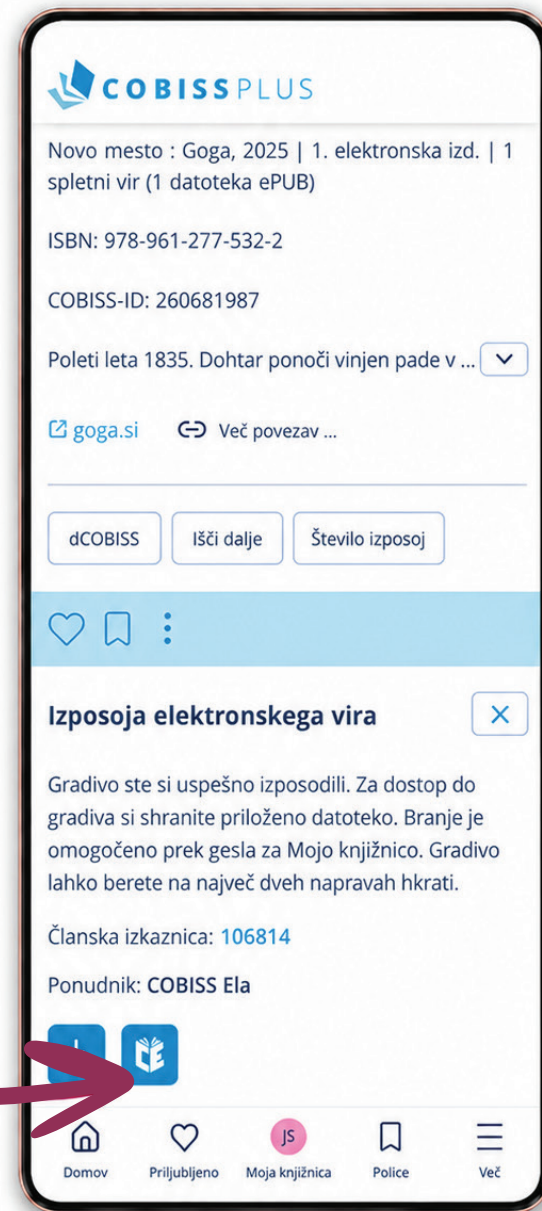 COBISS PLUS
Novo mesto : Goga, 2025 | 1. elektronska izd. | 1
spletni vir (1 datoteka ePUB)
ISBN: 978-961-277-532-2
COBISS-ID: 260681987
Poleti leta 1835. Dohtar ponoči vinjen pade v ...
goga.si Več povezav ...
dCOBISS Išči dalje Število izposoj
Izposoja elektronskega vira
Gradivo ste si uspešno izposodili. Za dostop do
gradiva si shranite priloženo datoteko. Branje je
omogočeno prek gesla za Mojo knjižnico. Gradivo
lahko berete na največ dveh napravah hkrati.
Članska izkaznica: 106814
Ponudnik: COBISS Ela
CE
JS
Domov Priljubljeno Moja knjižnica Police Več